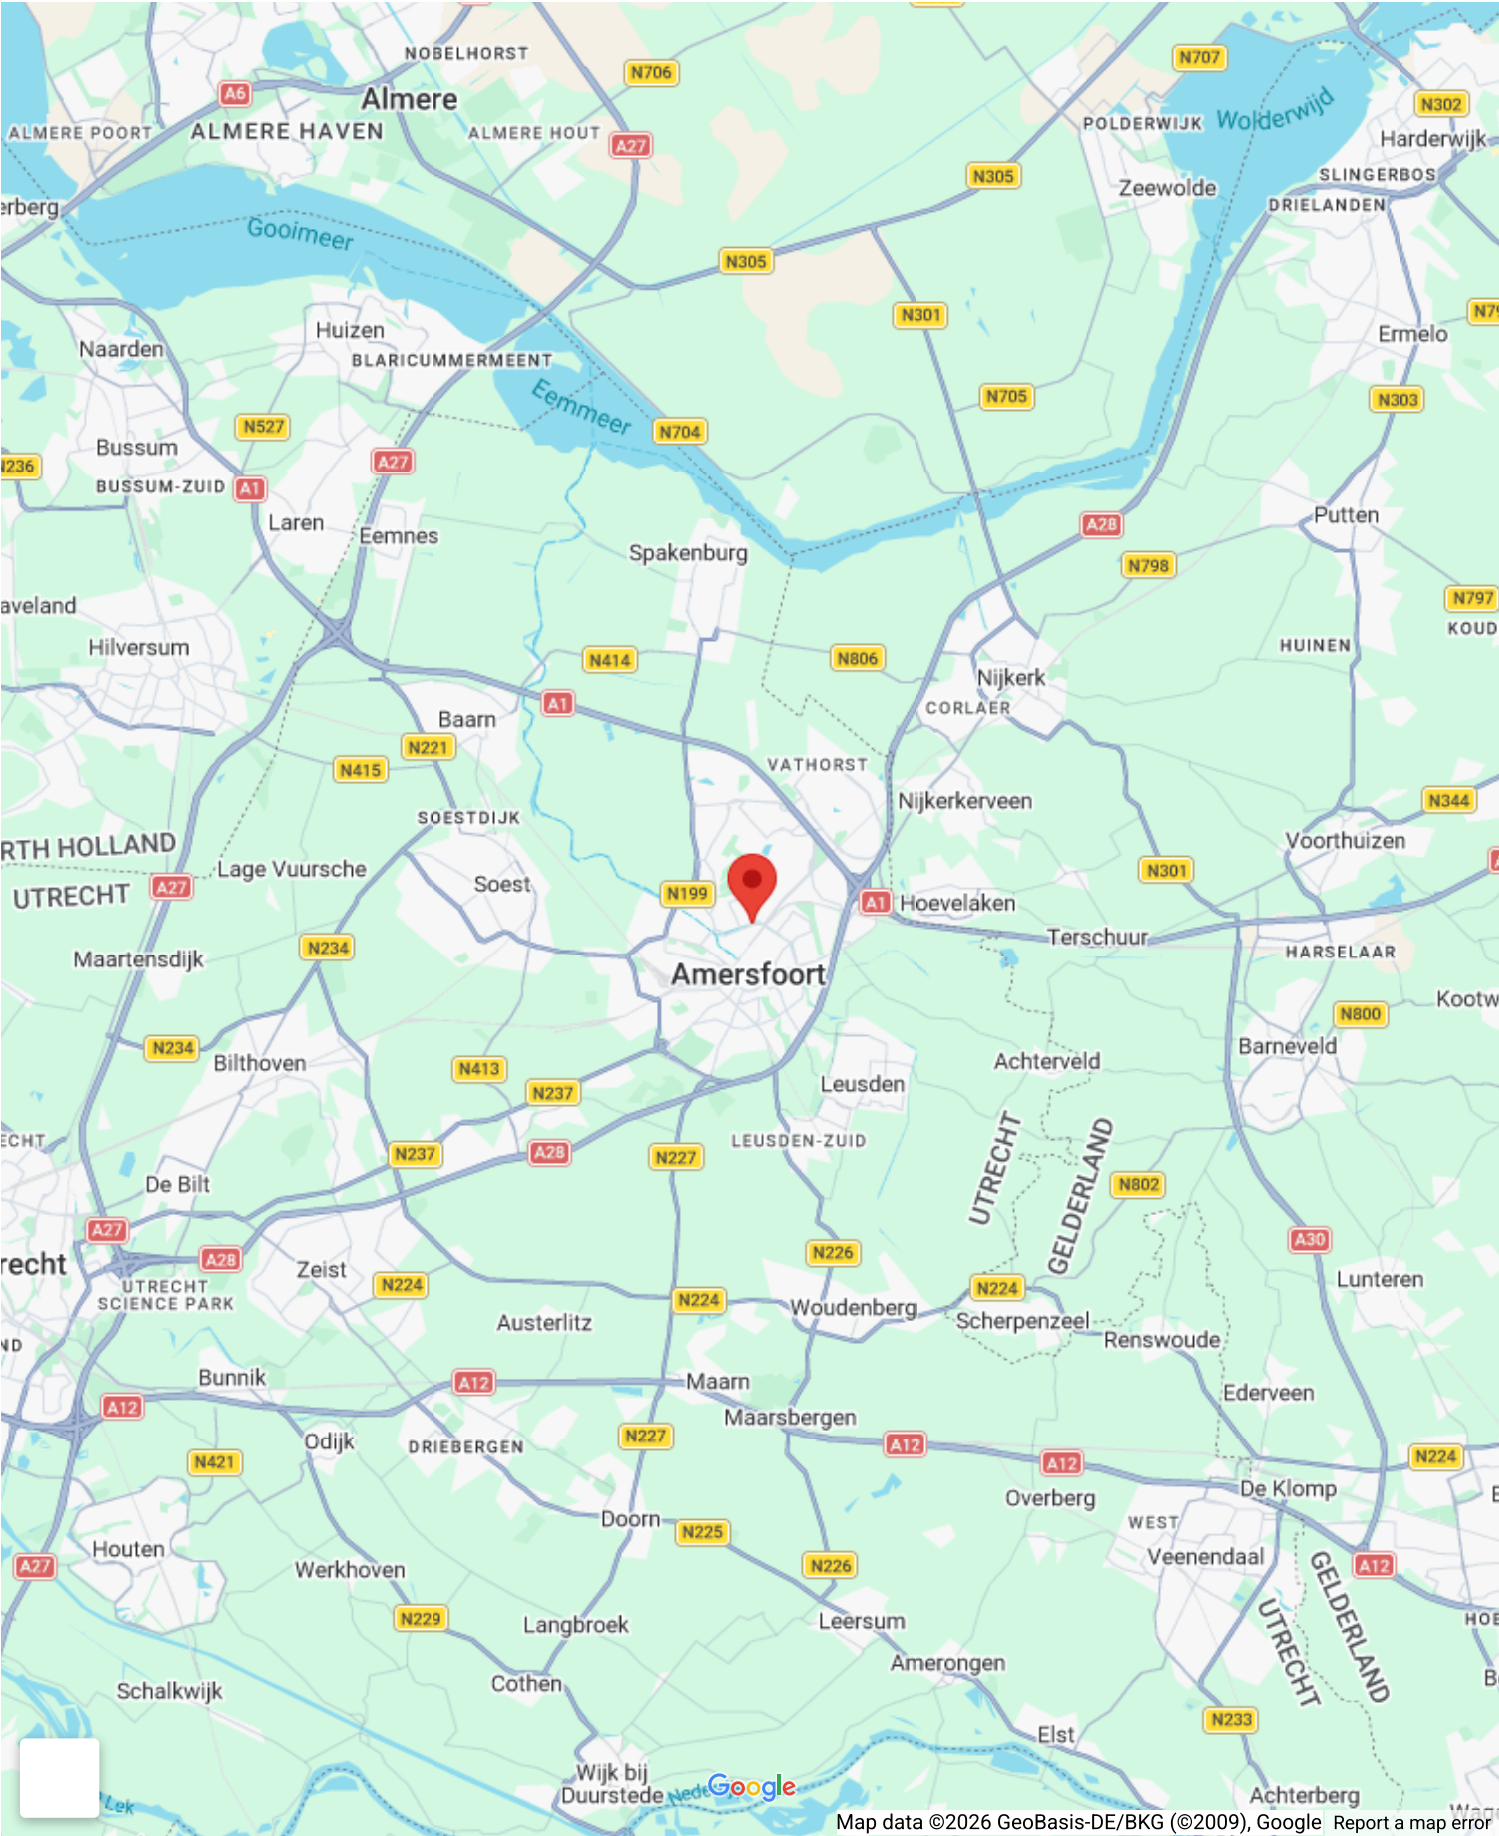 NOBELHORST
N706
N707
A6
Almere
N302
ALMERE POORT
ALMERE HAVEN
ALMERE HOUT
A27
POLDERWIJK
Wolderwijd
Harderwijk
N305
SLINGERBOS
Zeewolde
erberg
DRIELANDEN
Gooimeer
N305
N301
Huizen
Ermelo
Naarden
BLARICUMMERMEENT
N705
N303
Eemmeer
N527
N704
Bussum
A27
N236
BUSSUM-ZUID
A1
Laren
Eemnes
Putten
A28
Spakenburg
N798
aveland
N797
KOUD
Hilversum
HUINEN
N414
N806
Nijkerk
A1
CORLAER
Baarn
N221
N415
VATHORST
Nijkerkerveen
N344
SOESTDIJK
RTH HOLLAND
Voorthuizen
Lage Vuursche
N301
UTRECHT
A27
Soest
N199
A1
Hoevelaken
Terschuur
N234
HARSELAAR
Maartensdijk
Amersfoort
Kootw
N800
N234
Bilthoven
Barneveld
Achterveld
N413
Leusden
N237
ECHT
LEUSDEN-ZUID
N237
A28
N227
UTRECHT
GELDERLAND
De Bilt
N802
A27
A28
N226
A30
recht
Zeist
N224
UTRECHT
SCIENCE PARK
N224
N224
Lunteren
Woudenberg
Austerlitz
Scherpenzeel
Renswoude
ND
Bunnik
A12
Maarn
Ederveen
A12
Maarsbergen
Odijk
DRIEBERGEN
N227
A12
A12
N224
N421
De Klomp
Overberg
WEST
Doorn
N225
Houten
Veenendaal
A27
Werkhoven
N226
A12
GELDERLAND
N229
Langbroek
Leersum
HOE
UTRECHT
Amerongen
Cothen
Schalkwijk
N233
Elst
Wijk bij
Duurstede
Google
Achterberg
Lek
Map data ©2026 GeoBasis-DE/BKG (©2009), Google
Report a map error